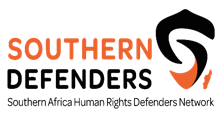 SOUTHERN
DEFENDERS
Southern Africa Human Rights Defenders Network